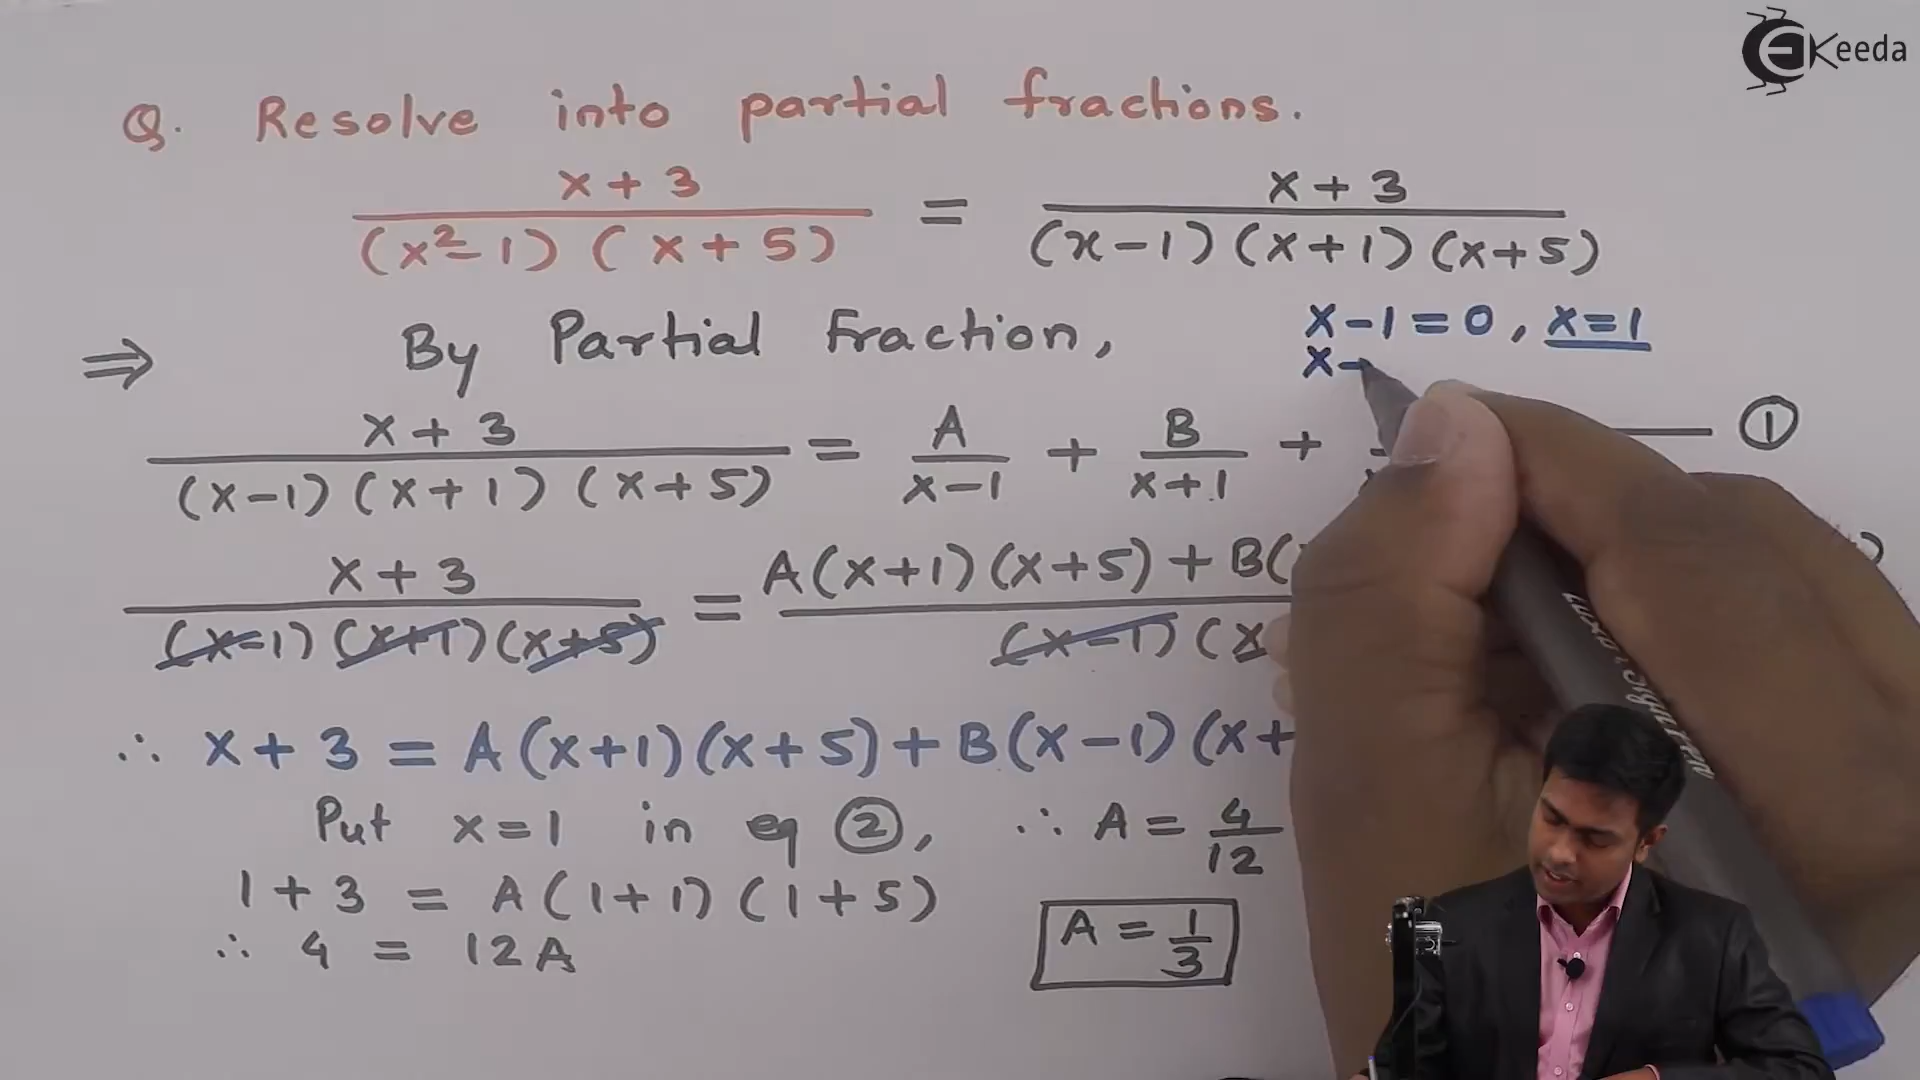 EKeeda
Q. Resolve into partial fractions.
x + 3 / (x² - 1) (x + 5) = x + 3 / (x - 1) (x + 1) (x + 5)
x - 1 = 0 , x = 1
⇒ By Partial Fraction,
x -
x + 3 / (x - 1) (x + 1) (x + 5) = A / x - 1 + B / x + 1 + ①
x + 3 / (x - 1) (x + 1) (x + 5) = A (x + 1) (x + 5) + B ( / (x - 1) (x
∴ x + 3 = A (x + 1) (x + 5) + B (x - 1) (x +
Put x = 1 in eq ②, ∴ A = 4 / 12
1 + 3 = A (1 + 1) (1 + 5)
∴ 4 = 12A
A = 1 / 3